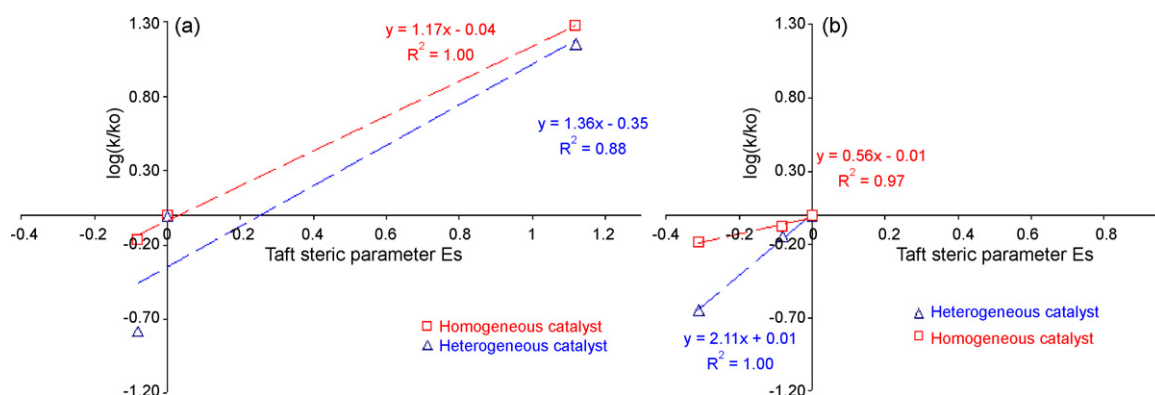 (a)
1.30
0.80
0.30
-0.20
-0.70
-1.20
log(k/ko)
y = 1.17x - 0.04
R² = 1.00
y = 1.36x - 0.35
R² = 0.88
-0.4 -0.2 0 0.2 0.4 0.6 0.8 1 1.2
Taft steric parameter Es
Homogeneous catalyst
Heterogeneous catalyst
(b)
1.30
0.80
0.30
-0.20
-0.70
-1.20
log(k/ko)
y = 0.56x - 0.01
R² = 0.97
-0.4 -0.2 0 0.2 0.4 0.6 0.8
Taft steric parameter Es
y = 2.11x + 0.01
R² = 1.00
Heterogeneous catalyst
Homogeneous catalyst